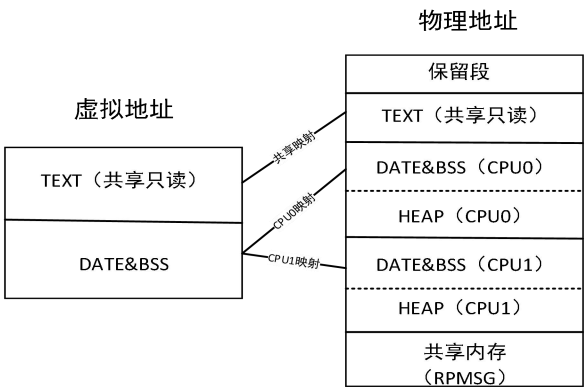 物理地址
保留段
虚拟地址
TEXT（共享只读）
共享映射
TEXT（共享只读）
DATE&BSS（CPU0）
CPU0映射
HEAP（CPU0）
DATE&BSS
CPU1映射
DATE&BSS（CPU1）
HEAP（CPU1）
共享内存
（RPMSG）